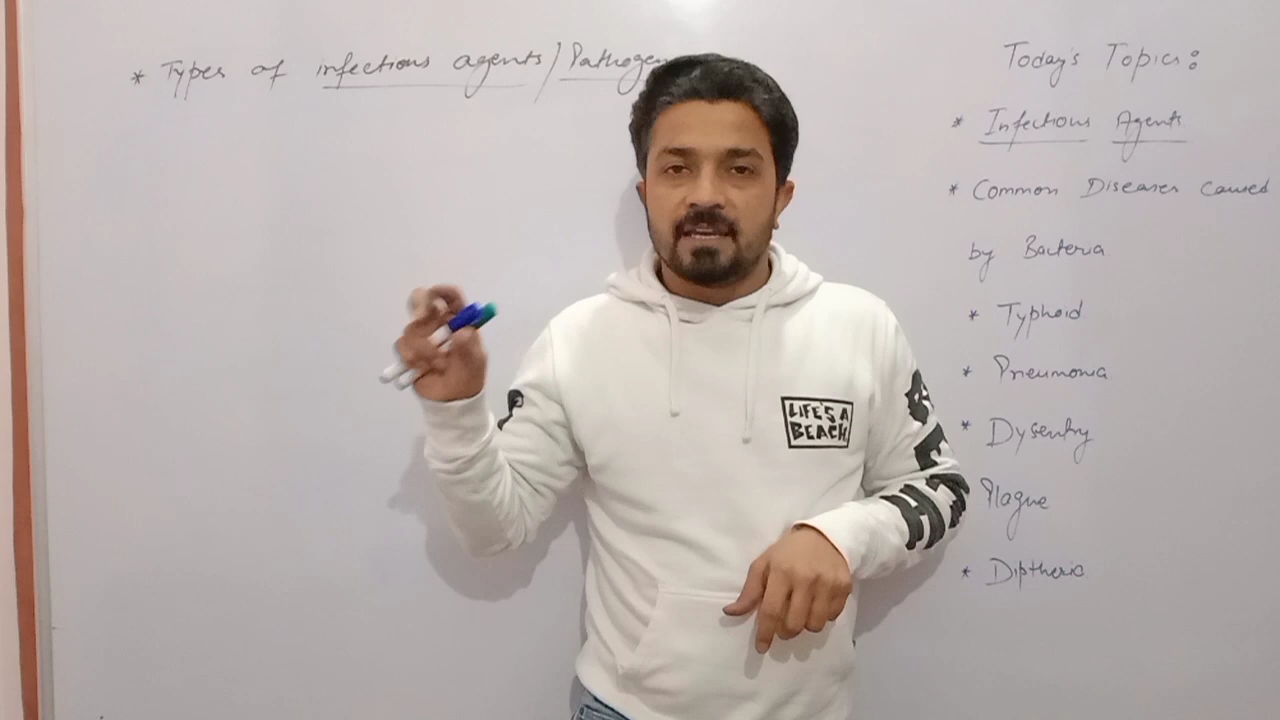 * Types of infectious agents/Pathogen
Today's Topics:
* Infectious Agents
* Common Diseases caused
by Bacteria
* Typhoid
* Pneumonia
* Dysentry
Plague
* Diptheria
LIFE'S A
BEACH